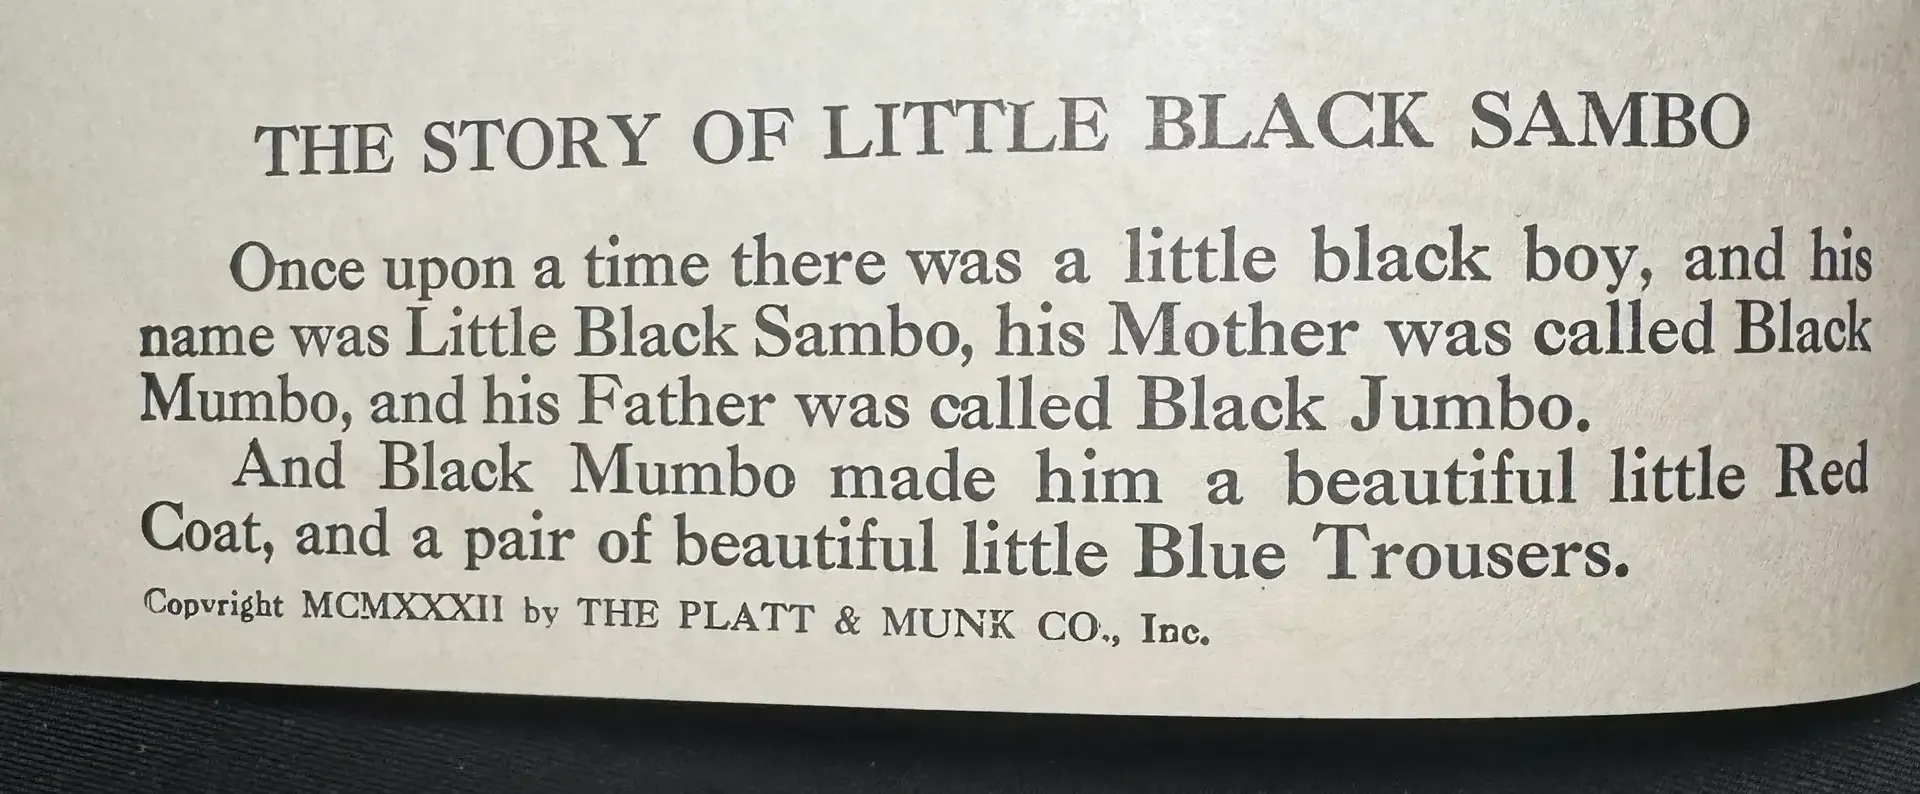 THE STORY OF LITTLE BLACK SAMBO
Once upon a time there was a little black boy, and his
name was Little Black Sambo, his Mother was called Black
Mumbo, and his Father was called Black Jumbo.
And Black Mumbo made him a beautiful little Red
Coat, and a pair of beautiful little Blue Trousers.
Copyright MCMXXXII by THE PLATT & MUNK CO., Inc.